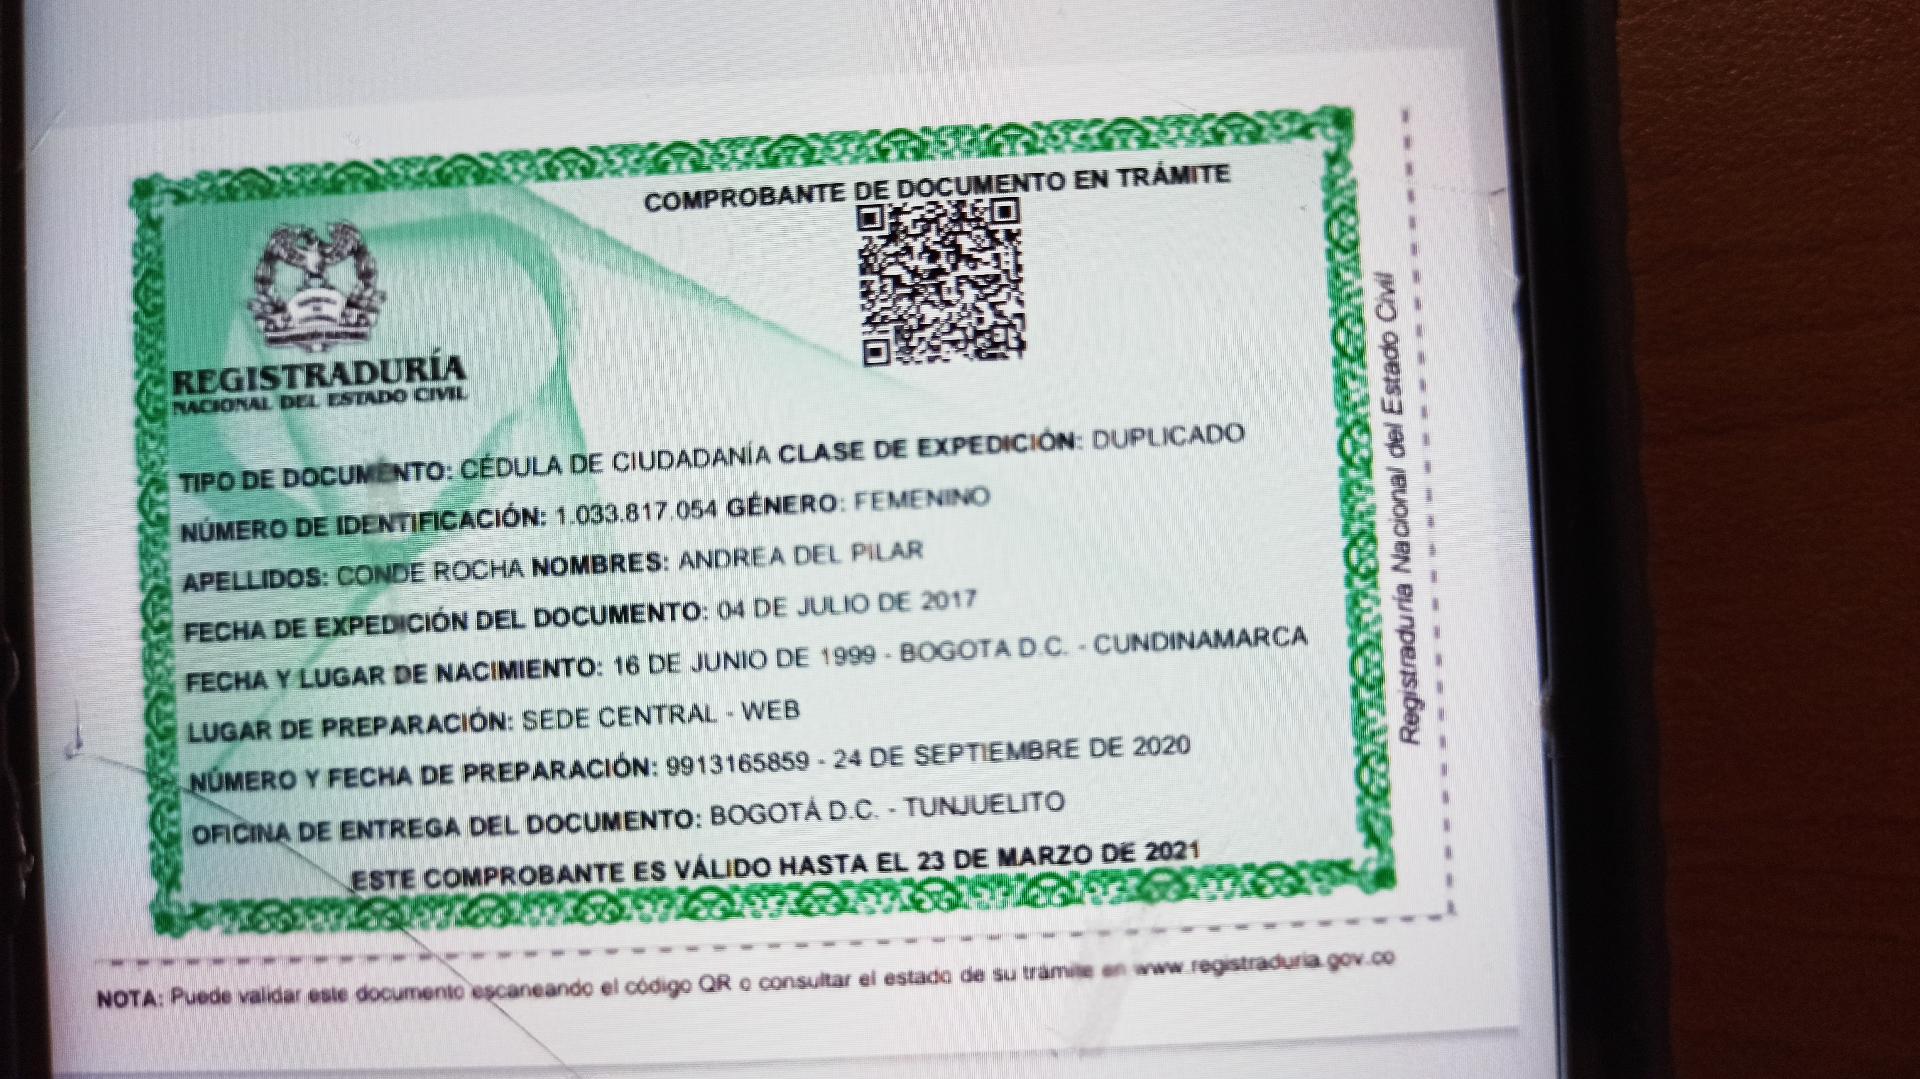 COMPROBANTE DE DOCUMENTO EN TRÁMITE
REGISTRADURÍA
NACIONAL DEL ESTADO CIVIL
TIPO DE DOCUMENTO: CÉDULA DE CIUDADANÍA CLASE DE EXPEDICIÓN: DUPLICADO
NÚMERO DE IDENTIFICACIÓN: 1.033.817.054 GÉNERO: FEMENINO
APELLIDOS: CONDE ROCHA NOMBRES: ANDREA DEL PILAR
FECHA DE EXPEDICIÓN DEL DOCUMENTO: 04 DE JULIO DE 2017
FECHA Y LUGAR DE NACIMIENTO: 16 DE JUNIO DE 1999 - BOGOTA D.C. - CUNDINAMARCA
LUGAR DE PREPARACIÓN: SEDE CENTRAL - WEB
NÚMERO Y FECHA DE PREPARACIÓN: 9913165859 - 24 DE SEPTIEMBRE DE 2020
OFICINA DE ENTREGA DEL DOCUMENTO: BOGOTÁ D.C. - TUNJUELITO
ESTE COMPROBANTE ES VÁLIDO HASTA EL 23 DE MARZO DE 2021
Registraduría Nacional del Estado Civil
NOTA: Puede validar este documento escaneando el código QR o consultar el estado de su trámite en www.registraduria.gov.co